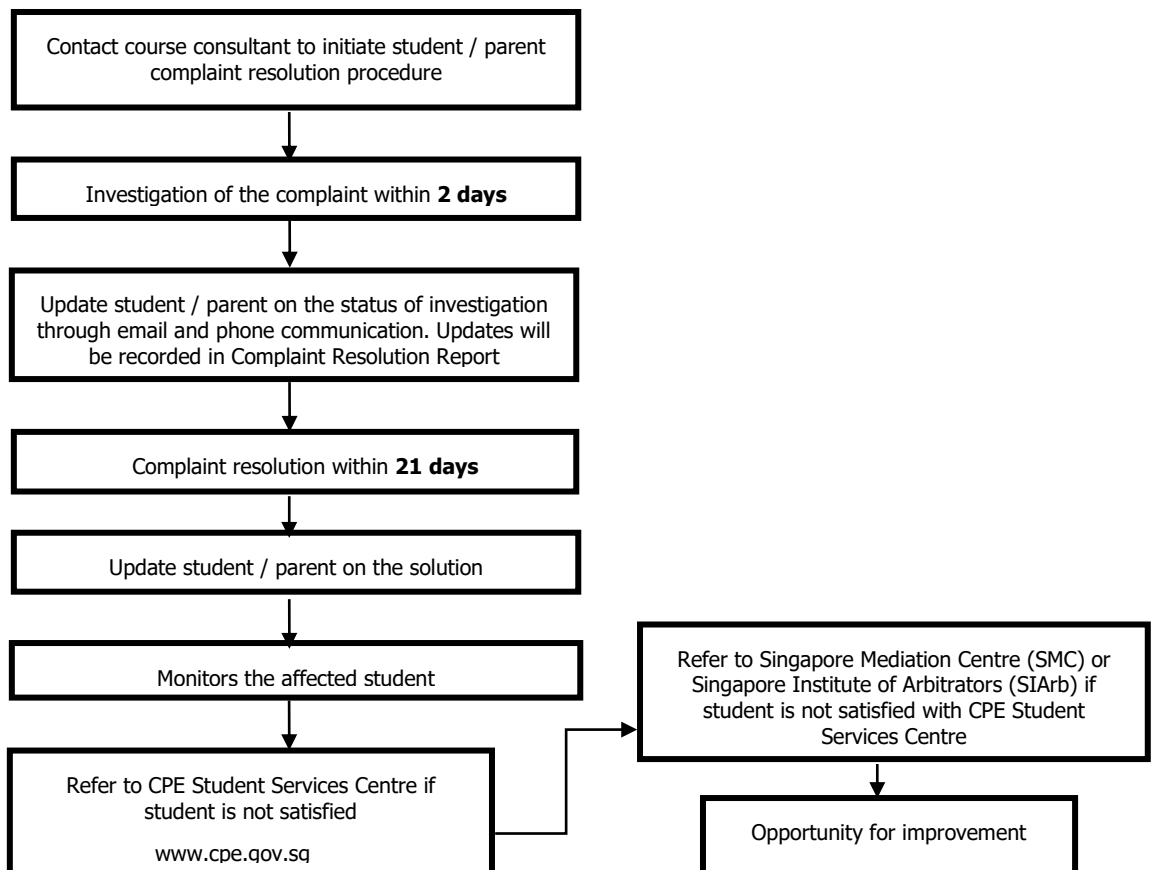 Contact course consultant to initiate student / parent
complaint resolution procedure
Investigation of the complaint within 2 days
Update student / parent on the status of investigation
through email and phone communication. Updates will
be recorded in Complaint Resolution Report
Complaint resolution within 21 days
Update student / parent on the solution
Monitors the affected student
Refer to CPE Student Services Centre if
student is not satisfied
www.cpe.gov.sg
Refer to Singapore Mediation Centre (SMC) or
Singapore Institute of Arbitrators (SIArb) if
student is not satisfied with CPE Student
Services Centre
Opportunity for improvement